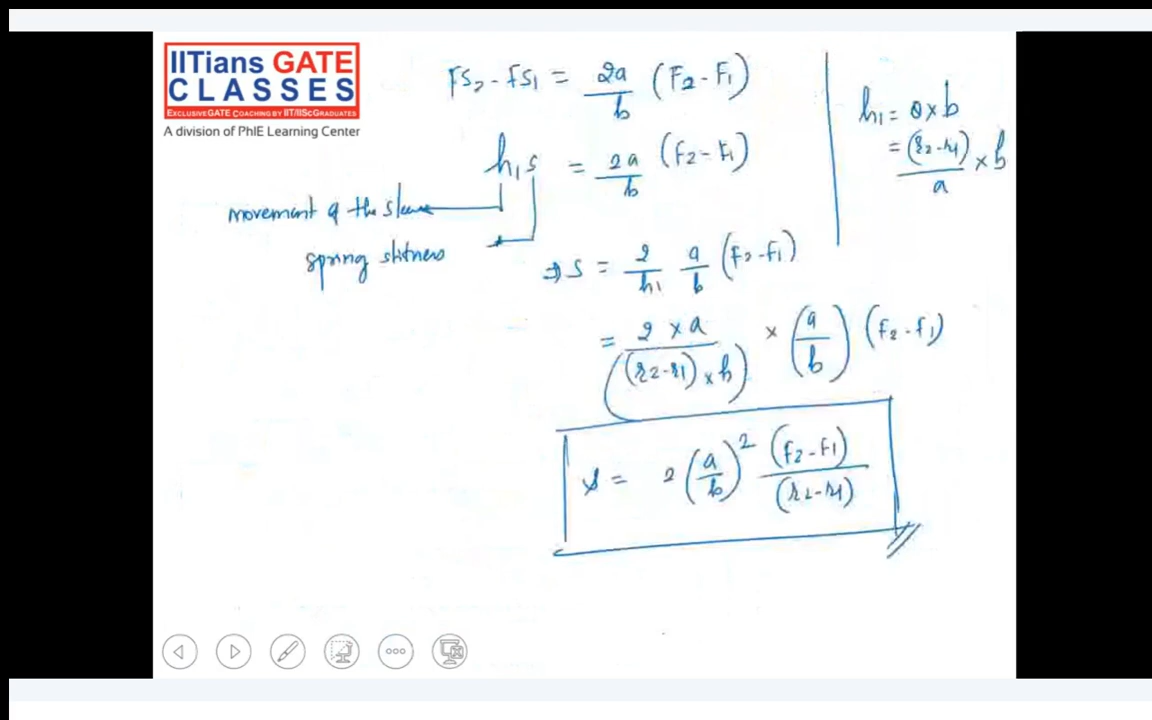 IITians GATE
CLASSES
EXCLUSIVE GATE COACHING BY IIT/IISc GRADUATES
A division of PhIE Learning Center
FS2 - FS1 = 2a/b (F2 - F1)
h1 s = 2a/b (F2 - F1)
movement of the sleeve
spring stifness
⇒ s = 2/h1 a/b (F2 - F1)
= 2 × a/((r2 - r1) × b) × (a/b) (F2 - F1)
s = 2 (a/b)² (F2 - F1)/(r2 - r1)
h1 = θ × b
= (r2 - r1)/a × b